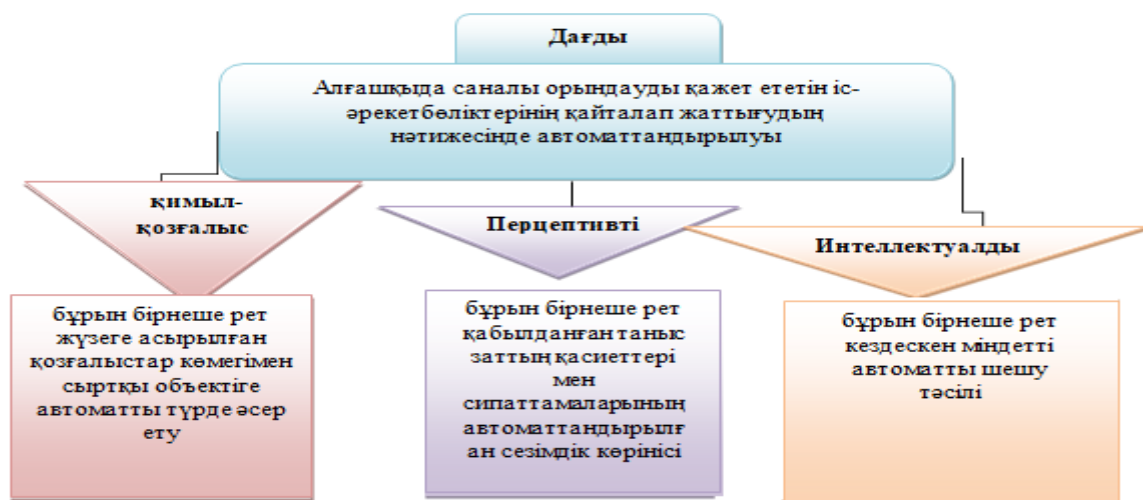 Дағды
Алғашқыда саналы орындауды қажет ететін іс-
әрекетбөліктерінің қайталап жаттығудың
нәтижесінде автоматтандырылуы
қимыл-
қозғалыс
Перцептивті
Интеллектуалды
бұрын бірнеше рет
жүзеге асырылған
қозғалыстар көмегімен
сыртқы объектіге
автоматты түрде әсер
ету
бұрын бірнеше рет
қабылданған таныс
заттың қасиеттері
мен
сипаттамаларының
автоматтандырылғ
ан сезімдік көрінісі
бұрын бірнеше рет
кездескен міндетті
автоматты шешу
тәсілі